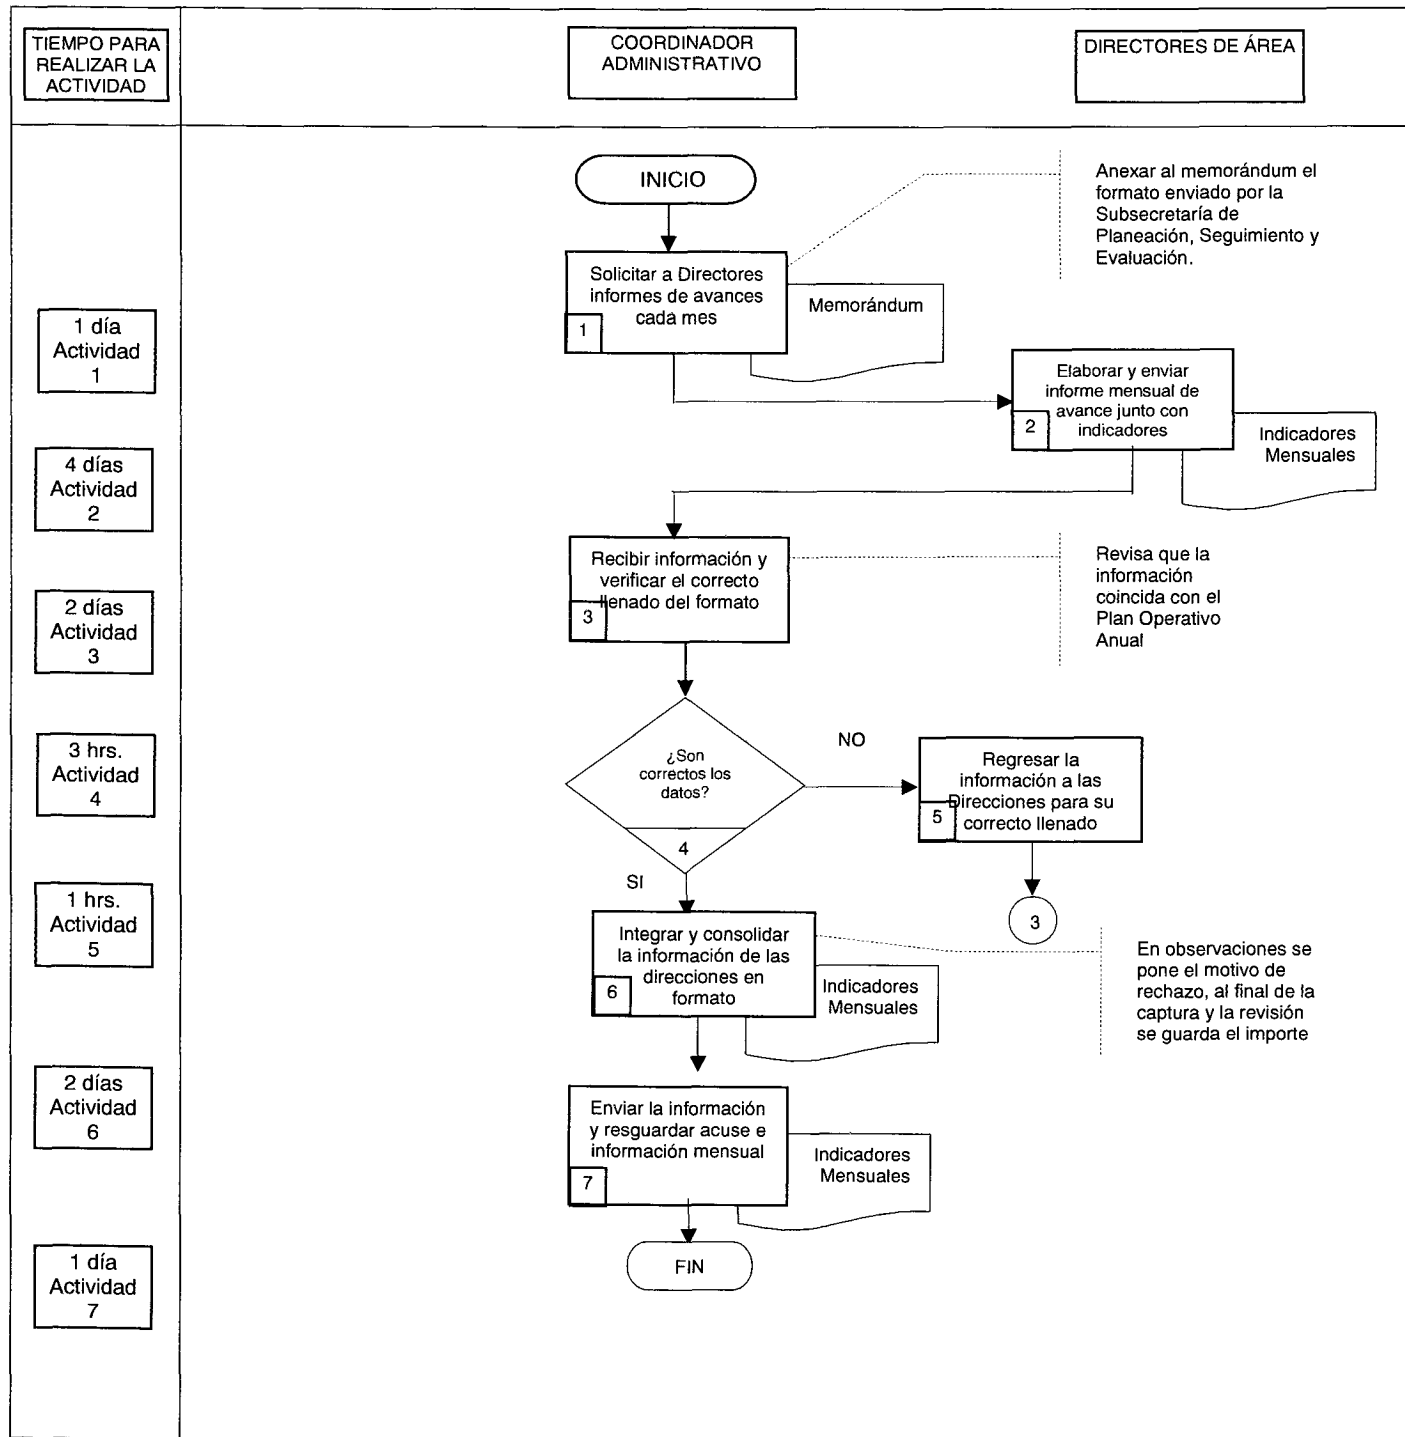 TIEMPO PARA
REALIZAR LA
ACTIVIDAD
COORDINADOR
ADMINISTRATIVO
DIRECTORES DE ÁREA
INICIO
Anexar al memorándum el
formato enviado por la
Subsecretaría de
Planeación, Seguimiento y
Evaluación.
Solicitar a Directores
informes de avances
cada mes
1
Memorándum
1 día
Actividad
1
Elaborar y enviar
informe mensual de
avance junto con
indicadores
2
Indicadores
Mensuales
4 días
Actividad
2
Recibir información y
verificar el correcto
llenado del formato
3
Revisa que la
información
coincida con el
Plan Operativo
Anual
2 días
Actividad
3
¿Son
correctos los
datos?
4
NO
Regresar la
información a las
Direcciones para su
correcto llenado
5
3 hrs.
Actividad
4
SI
3
1 hrs.
Actividad
5
Integrar y consolidar
la información de las
direcciones en
formato
6
Indicadores
Mensuales
En observaciones se
pone el motivo de
rechazo, al final de la
captura y la revisión
se guarda el importe
2 días
Actividad
6
Enviar la información
y resguardar acuse e
información mensual
7
Indicadores
Mensuales
FIN
1 día
Actividad
7